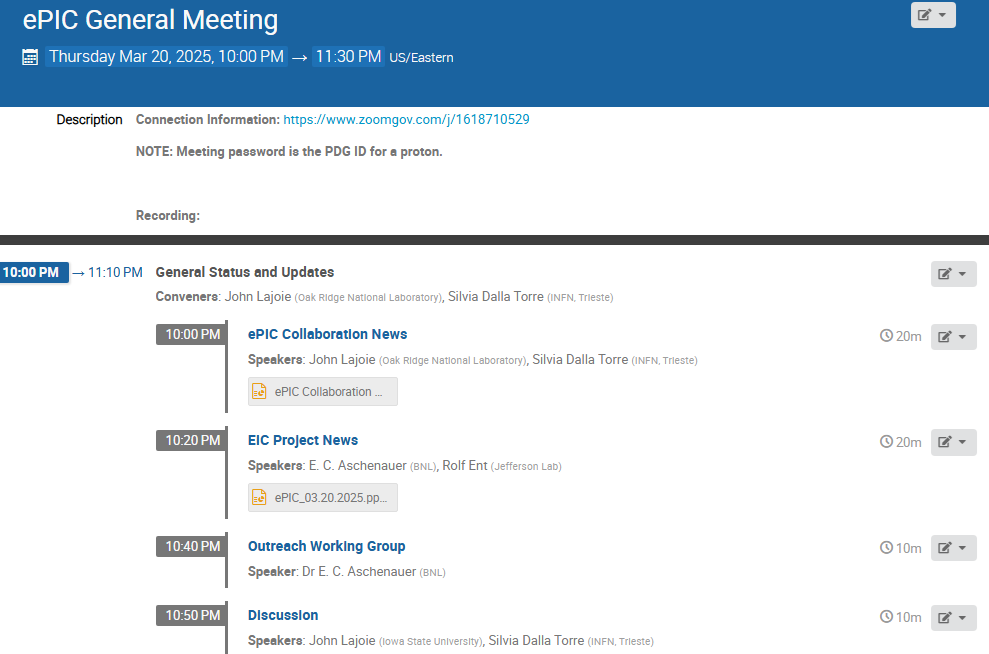 ePIC General Meeting
Thursday Mar 20, 2025, 10:00 PM → 11:30 PM US/Eastern
Description Connection Information: https://www.zoomgov.com/j/1618710529
NOTE: Meeting password is the PDG ID for a proton.
Recording:
10:00 PM → 11:10 PM General Status and Updates
Conveners: John Lajoie (Oak Ridge National Laboratory), Silvia Dalla Torre (INFN, Trieste)
10:00 PM ePIC Collaboration News 20m
Speakers: John Lajoie (Oak Ridge National Laboratory), Silvia Dalla Torre (INFN, Trieste)
ePIC Collaboration ...
10:20 PM EIC Project News 20m
Speakers: E. C. Aschenauer (BNL), Rolf Ent (Jefferson Lab)
ePIC_03.20.2025.pp...
10:40 PM Outreach Working Group 10m
Speaker: Dr E. C. Aschenauer (BNL)
10:50 PM Discussion 10m
Speakers: John Lajoie (Iowa State University), Silvia Dalla Torre (INFN, Trieste)